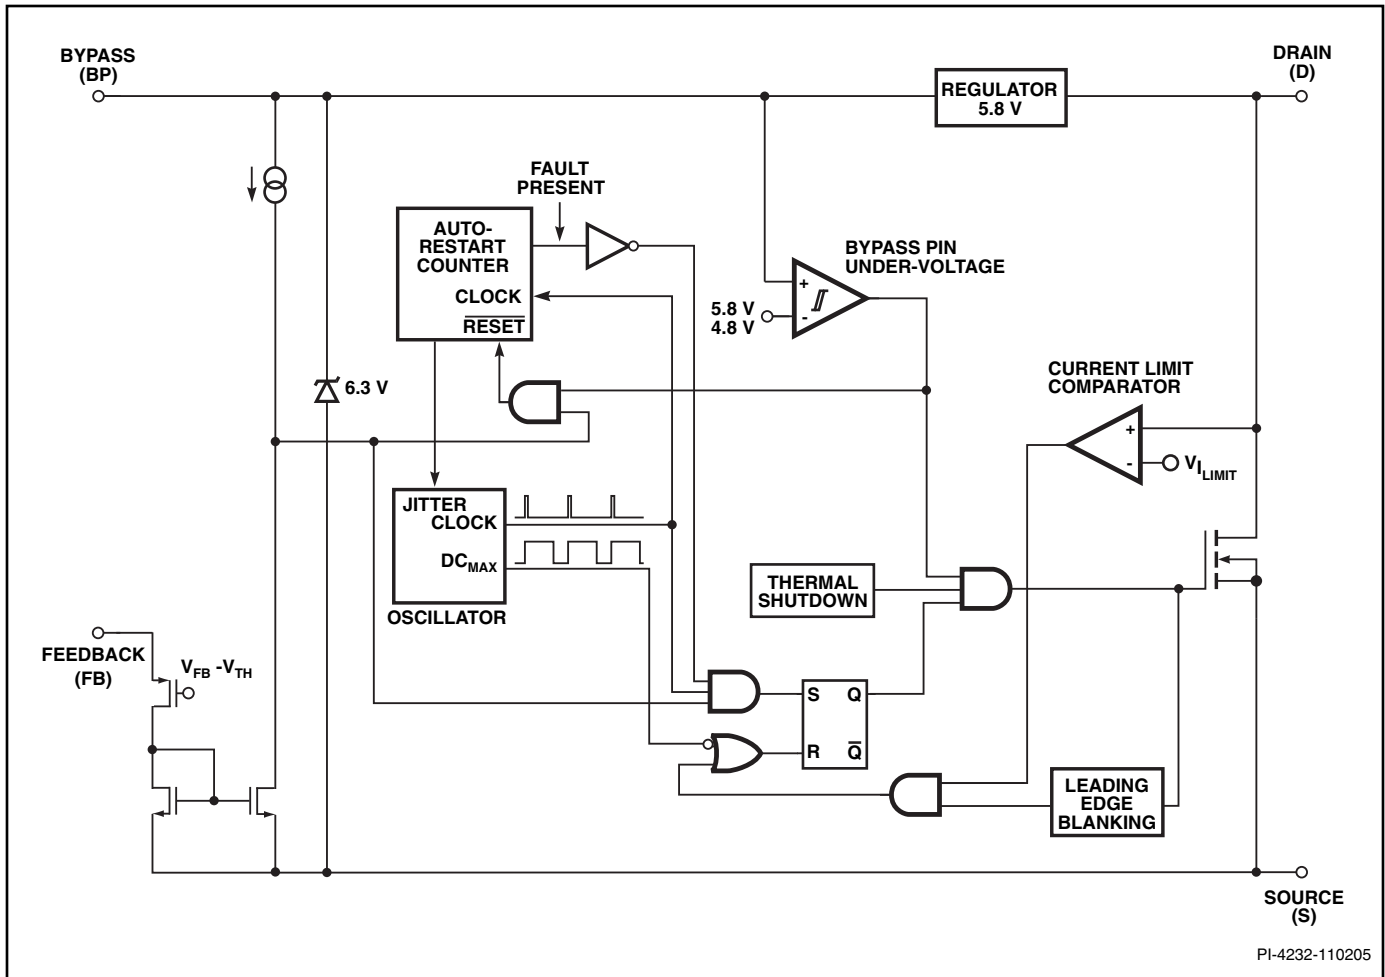 BYPASS
(BP)
DRAIN
(D)
REGULATOR
5.8 V
FAULT
PRESENT
AUTO-
RESTART
COUNTER
CLOCK
RESET
BYPASS PIN
UNDER-VOLTAGE
+
-
5.8 V
4.8 V
6.3 V
CURRENT LIMIT
COMPARATOR
+
-
VILIMIT
JITTER
CLOCK
DCMAX
OSCILLATOR
THERMAL
SHUTDOWN
FEEDBACK
(FB)
VFB -VTH
S Q
R Q̅
LEADING
EDGE
BLANKING
SOURCE
(S)
PI-4232-110205